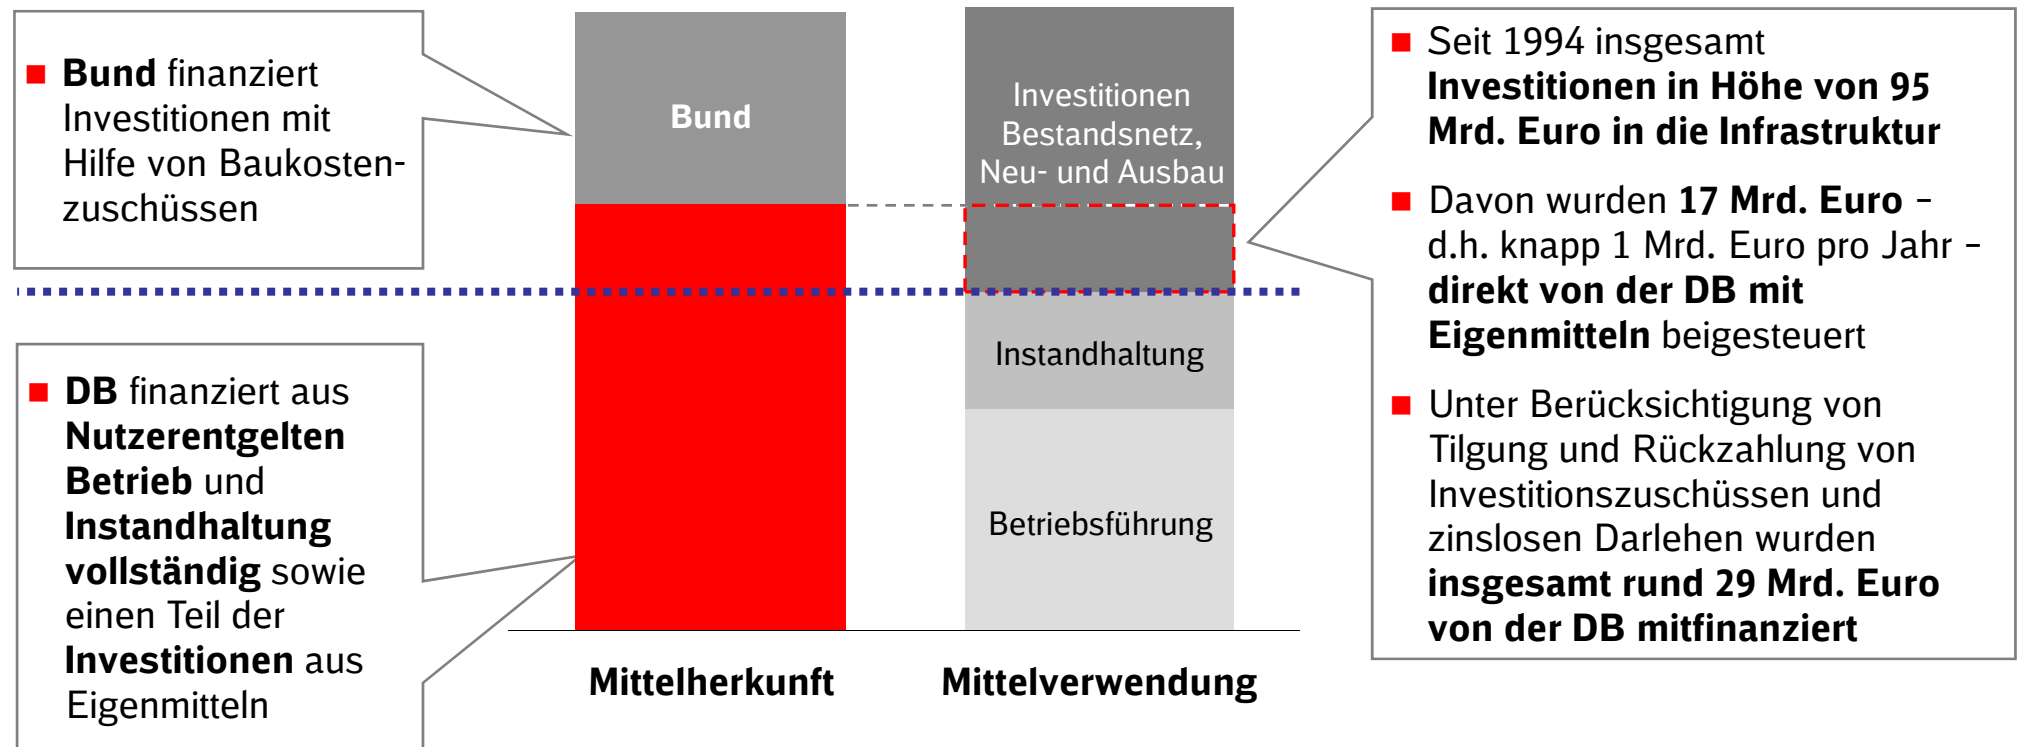 Bund finanziert
Investitionen mit
Hilfe von Baukosten-
zuschüssen
DB finanziert aus
Nutzerentgelten
Betrieb und
Instandhaltung
vollständig sowie
einen Teil der
Investitionen aus
Eigenmitteln
Bund
Investitionen
Bestandsnetz,
Neu- und Ausbau
Instandhaltung
Betriebsführung
Mittelherkunft
Mittelverwendung
Seit 1994 insgesamt
Investitionen in Höhe von 95
Mrd. Euro in die Infrastruktur
Davon wurden 17 Mrd. Euro –
d.h. knapp 1 Mrd. Euro pro Jahr –
direkt von der DB mit
Eigenmitteln beigesteuert
Unter Berücksichtigung von
Tilgung und Rückzahlung von
Investitionszuschüssen und
zinslosen Darlehen wurden
insgesamt rund 29 Mrd. Euro
von der DB mitfinanziert